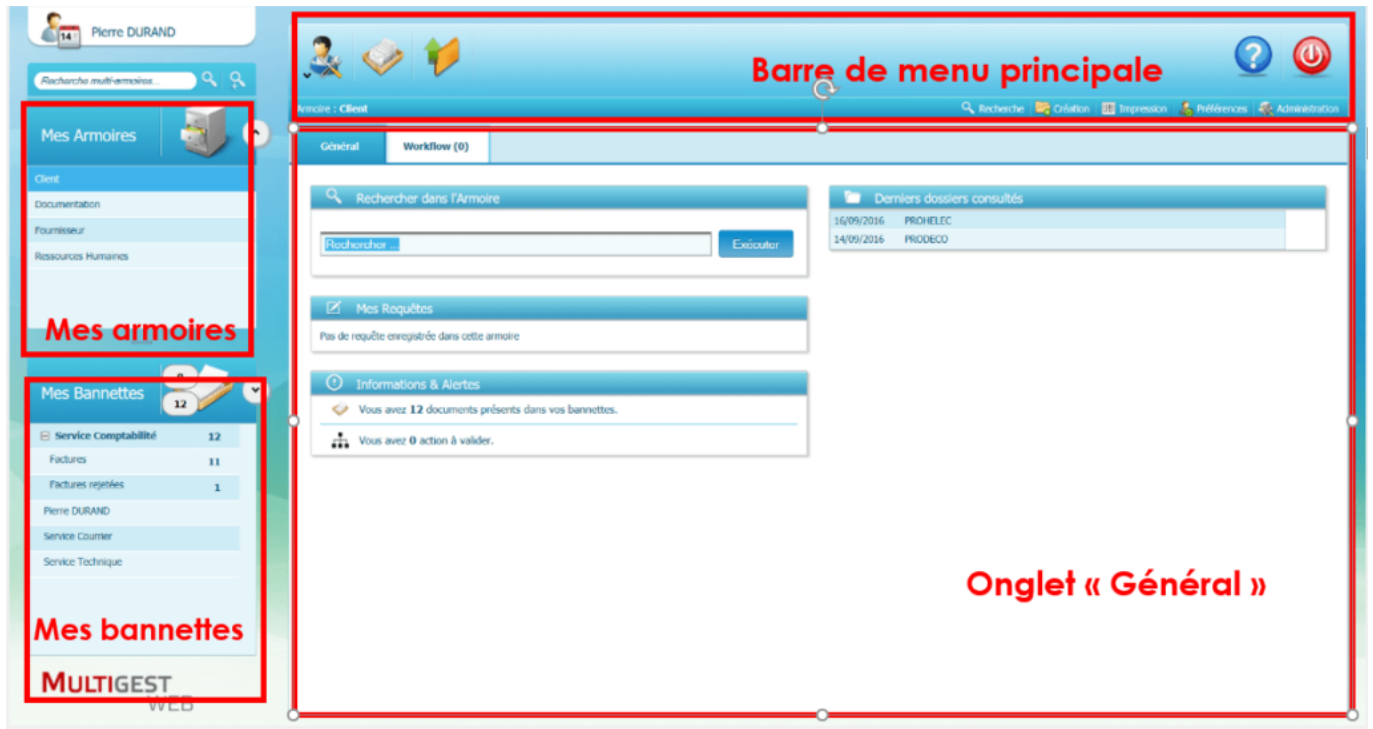 14
Pierre DURAND
Recherche multi-armoires...
Mes Armoires
Client
Documentation
Fournisseur
Ressources Humaines
Mes armoires
Mes Bannettes
12
Service Comptabilité 12
Factures 11
Factures rejetées 1
Pierre DURAND
Service Courrier
Service Technique
Mes bannettes
MULTIGEST
WEB
Barre de menu principale
?
Armoire : Client
Recherche Création Impression Préférences Administration
Général Workflow (0)
Rechercher dans l'Armoire
Rechercher ... Exécuter
Mes Requêtes
Pas de requête enregistrée dans cette armoire
Informations & Alertes
Vous avez 12 documents présents dans vos bannettes.
Vous avez 0 action à valider.
Derniers dossiers consultés
16/09/2016 PROHELEC
14/09/2016 PRODECO
Onglet « Général »